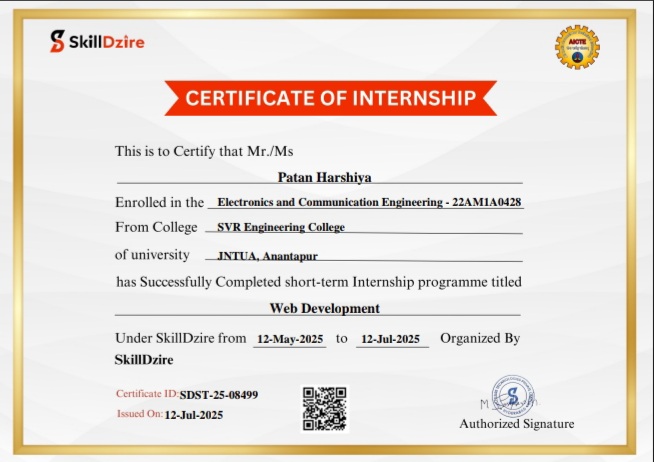 SkillDzire
AICTE
CERTIFICATE OF INTERNSHIP
This is to Certify that Mr./Ms
Patan Harshiya
Enrolled in the Electronics and Communication Engineering - 22AM1A0428
From College SVR Engineering College
of university JNTUA, Anantapur
has Successfully Completed short-term Internship programme titled
Web Development
Under SkillDzire from 12-May-2025 to 12-Jul-2025 Organized By
SkillDzire
Certificate ID:SDST-25-08499
Issued On: 12-Jul-2025
Authorized Signature